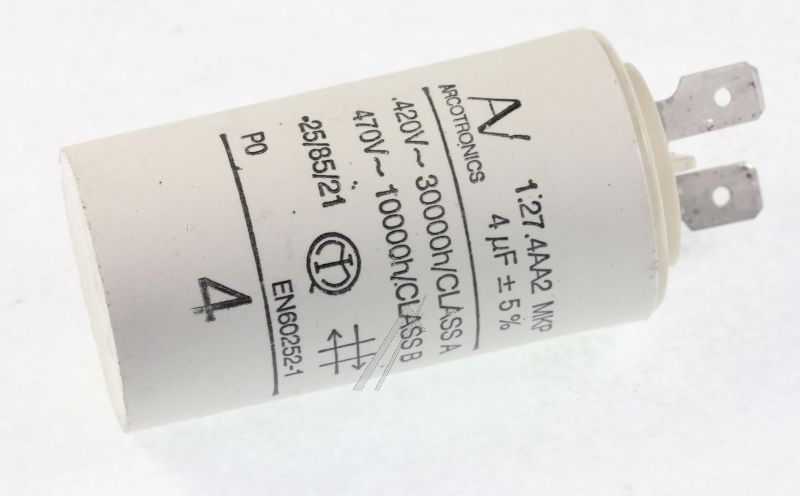 ARCOTRONICS
1.27.4AA2 MKP
4 µF ± 5%
420V~ 30000h/CLASS A
470V~ 10000h/CLASS B
25/85/21
P0
EN60252-1
4